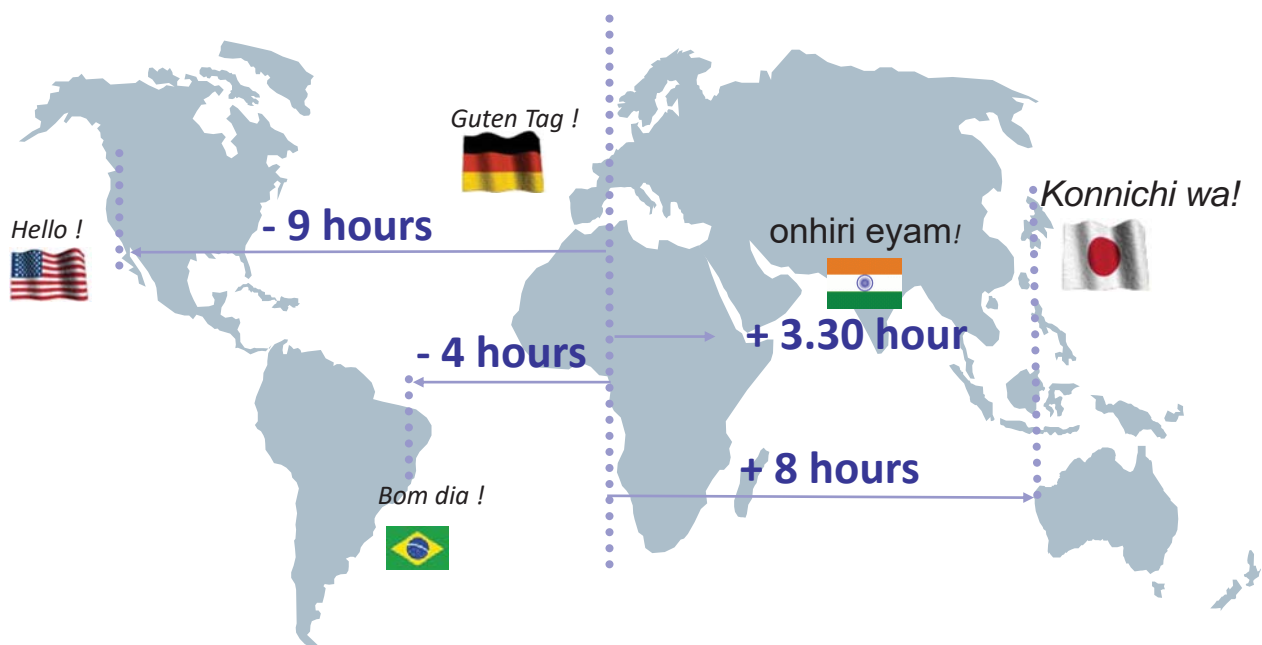 Guten Tag !
Konnichi wa!
Hello !
- 9 hours
onhiri eyam!
+ 3.30 hour
- 4 hours
+ 8 hours
Bom dia !